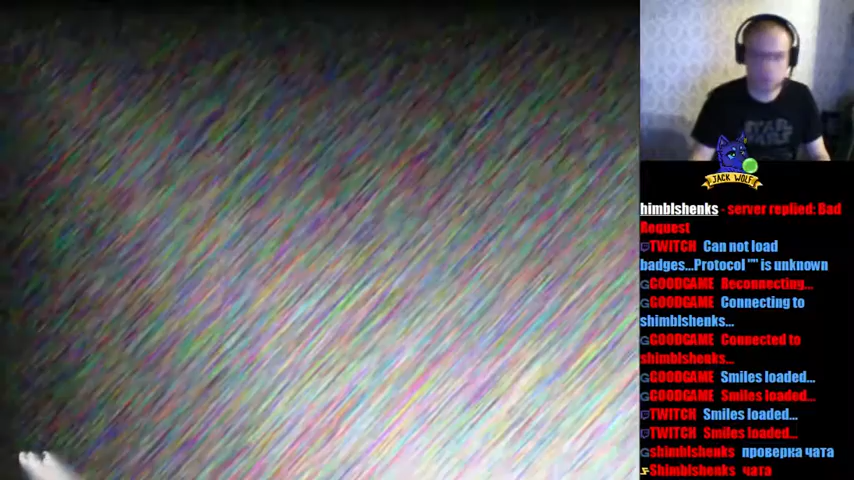 STAR
WARS
JACK WOLF
himblshenks - server replied: Bad
Request
TWITCH Can not load
badges...Protocol "" is unknown
GOODGAME Reconnecting...
GOODGAME Connecting to
shimblshenks...
GOODGAME Connected to
shimblshenks...
GOODGAME Smiles loaded...
GOODGAME Smiles loaded...
TWITCH Smiles loaded...
TWITCH Smiles loaded...
shimblshenks проверка чата
Shimblshenks чата